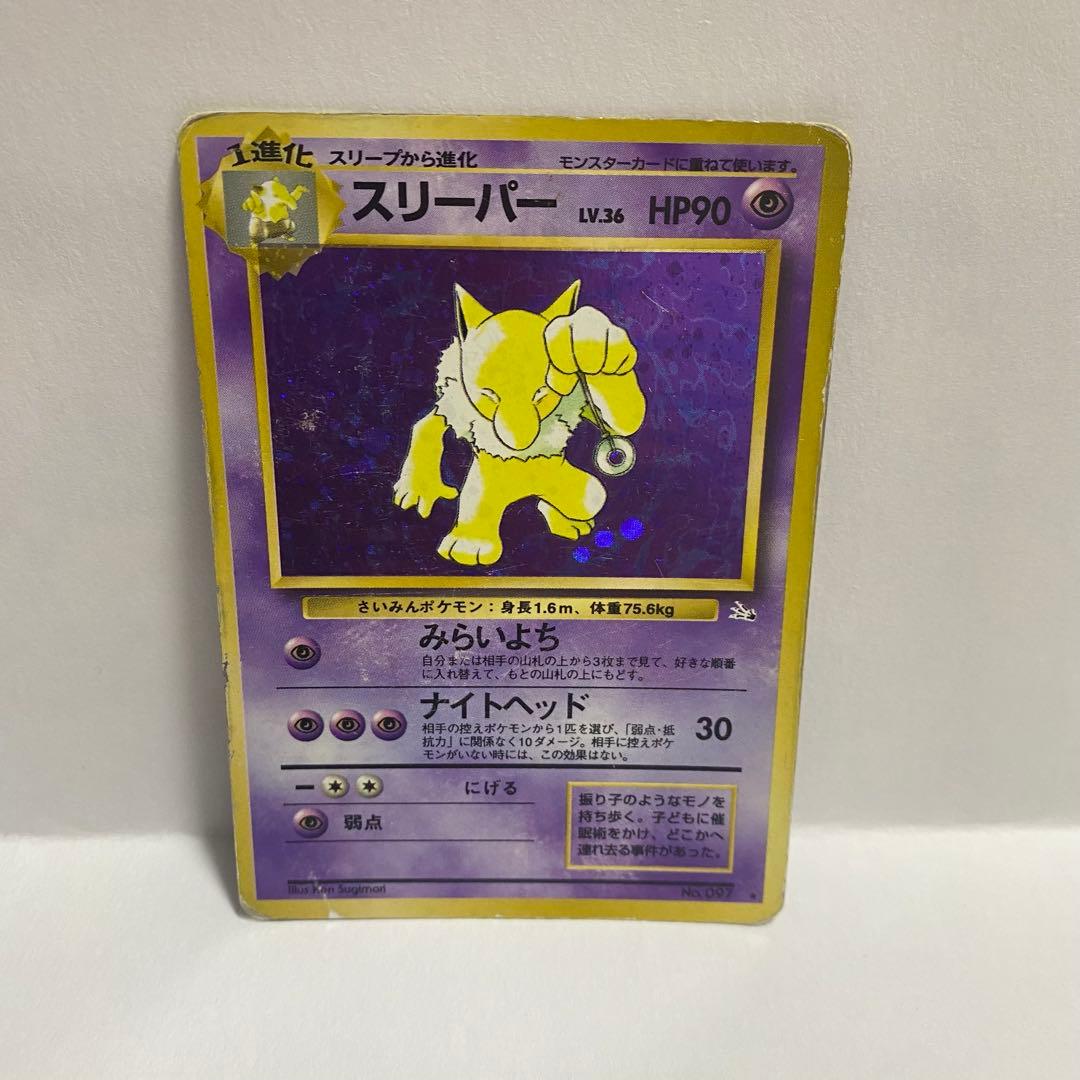 1進化 スリープから進化 モンスターカードに重ねて使います。
スリーパー LV.36 HP90
さいみんポケモン：身長1.6m、体重75.6kg
みらいよち
自分または相手の山札の上から3枚まで見て、好きな順番
に入れ替えて、もとの山札の上にもどす。
ナイトヘッド 30
相手の控えポケモンから1匹を選び、「弱点・抵
抗力」に関係なく10ダメージ。相手に控えポケ
モンがいない時には、この効果はない。
ー にげる
弱点
振り子のようなモノを
持ち歩く。子どもに催
眠術をかけ、どこかへ
連れ去る事件があった。
Illus Ken Sugimori No. 097 ★